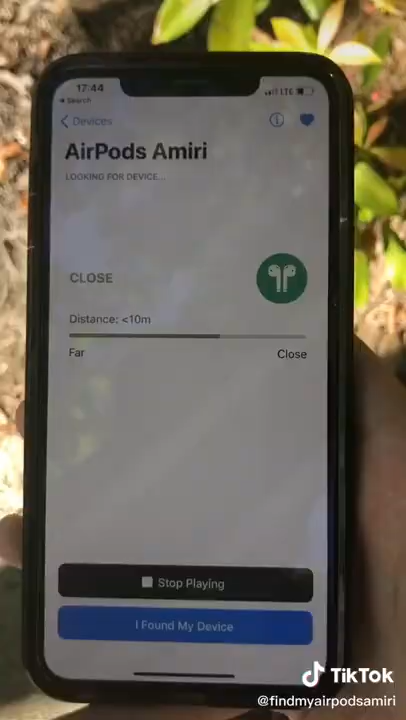 17:44
LTE
Search
Devices
AirPods Amiri
LOOKING FOR DEVICE...
CLOSE
Distance: <10m
Far
Close
Stop Playing
I Found My Device
TikTok
@findmyairpodsamiri